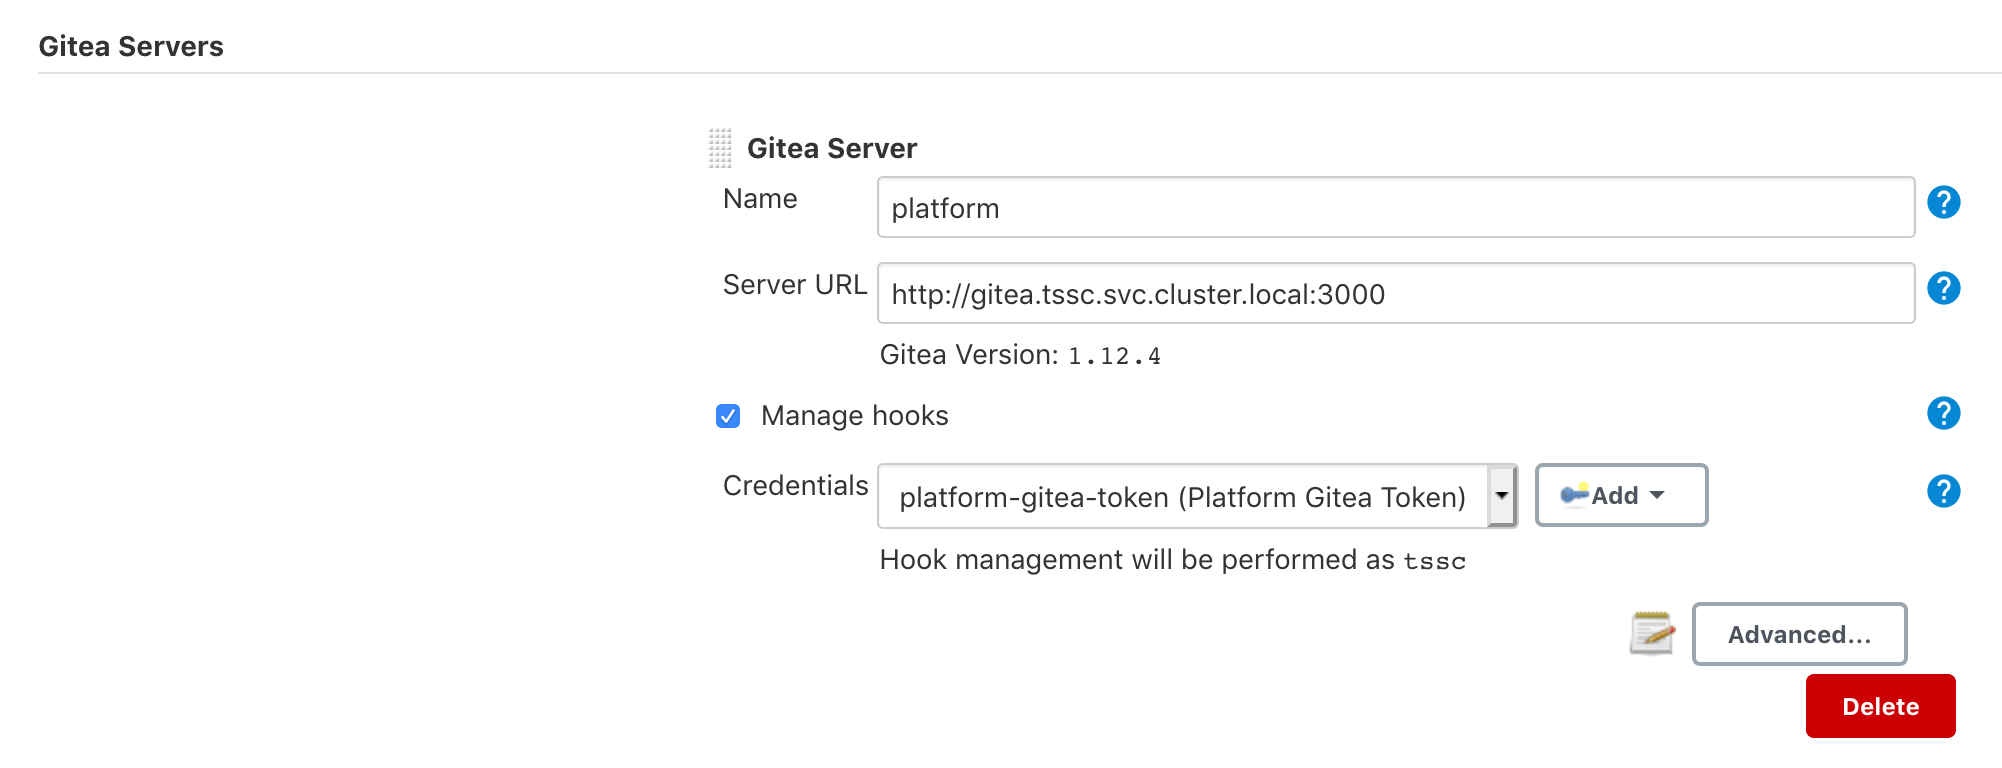 Gitea Servers
Gitea Server
Name
platform
?
Server URL
http://gitea.tssc.svc.cluster.local:3000
?
Gitea Version: 1.12.4
Manage hooks
?
Credentials
platform-gitea-token (Platform Gitea Token)
Add
?
Hook management will be performed as tssc
Advanced...
Delete